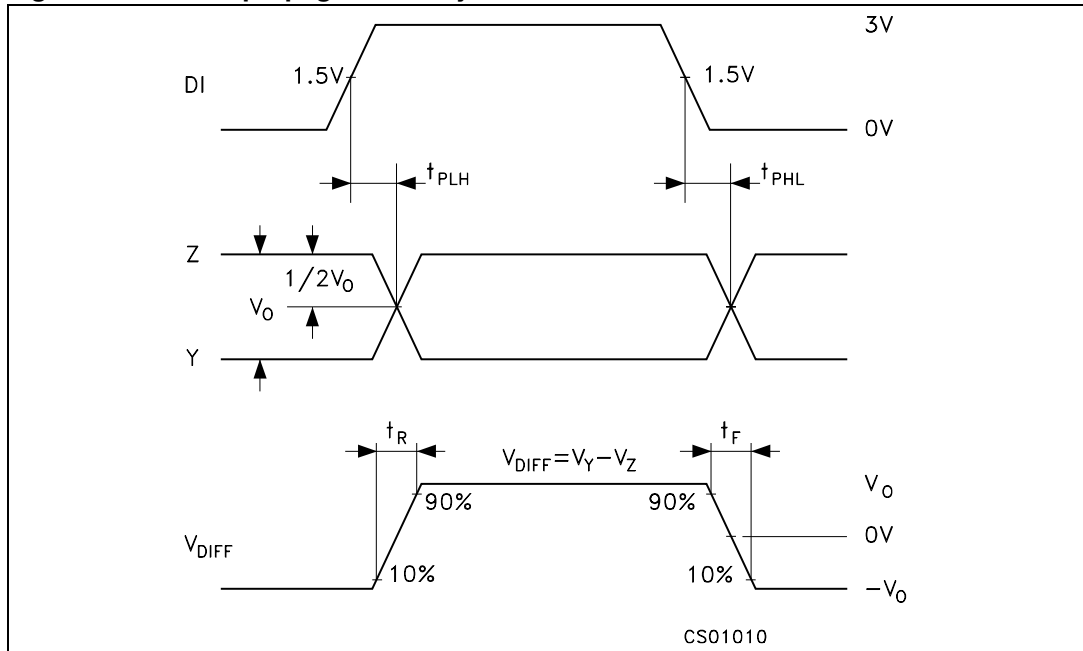 3V
1.5V
1.5V
DI
0V
tPLH
tPHL
Z
1/2VO
VO
Y
tR
tF
VDIFF=VY-VZ
VO
90%
90%
0V
VDIFF
10%
10%
-VO
CS01010